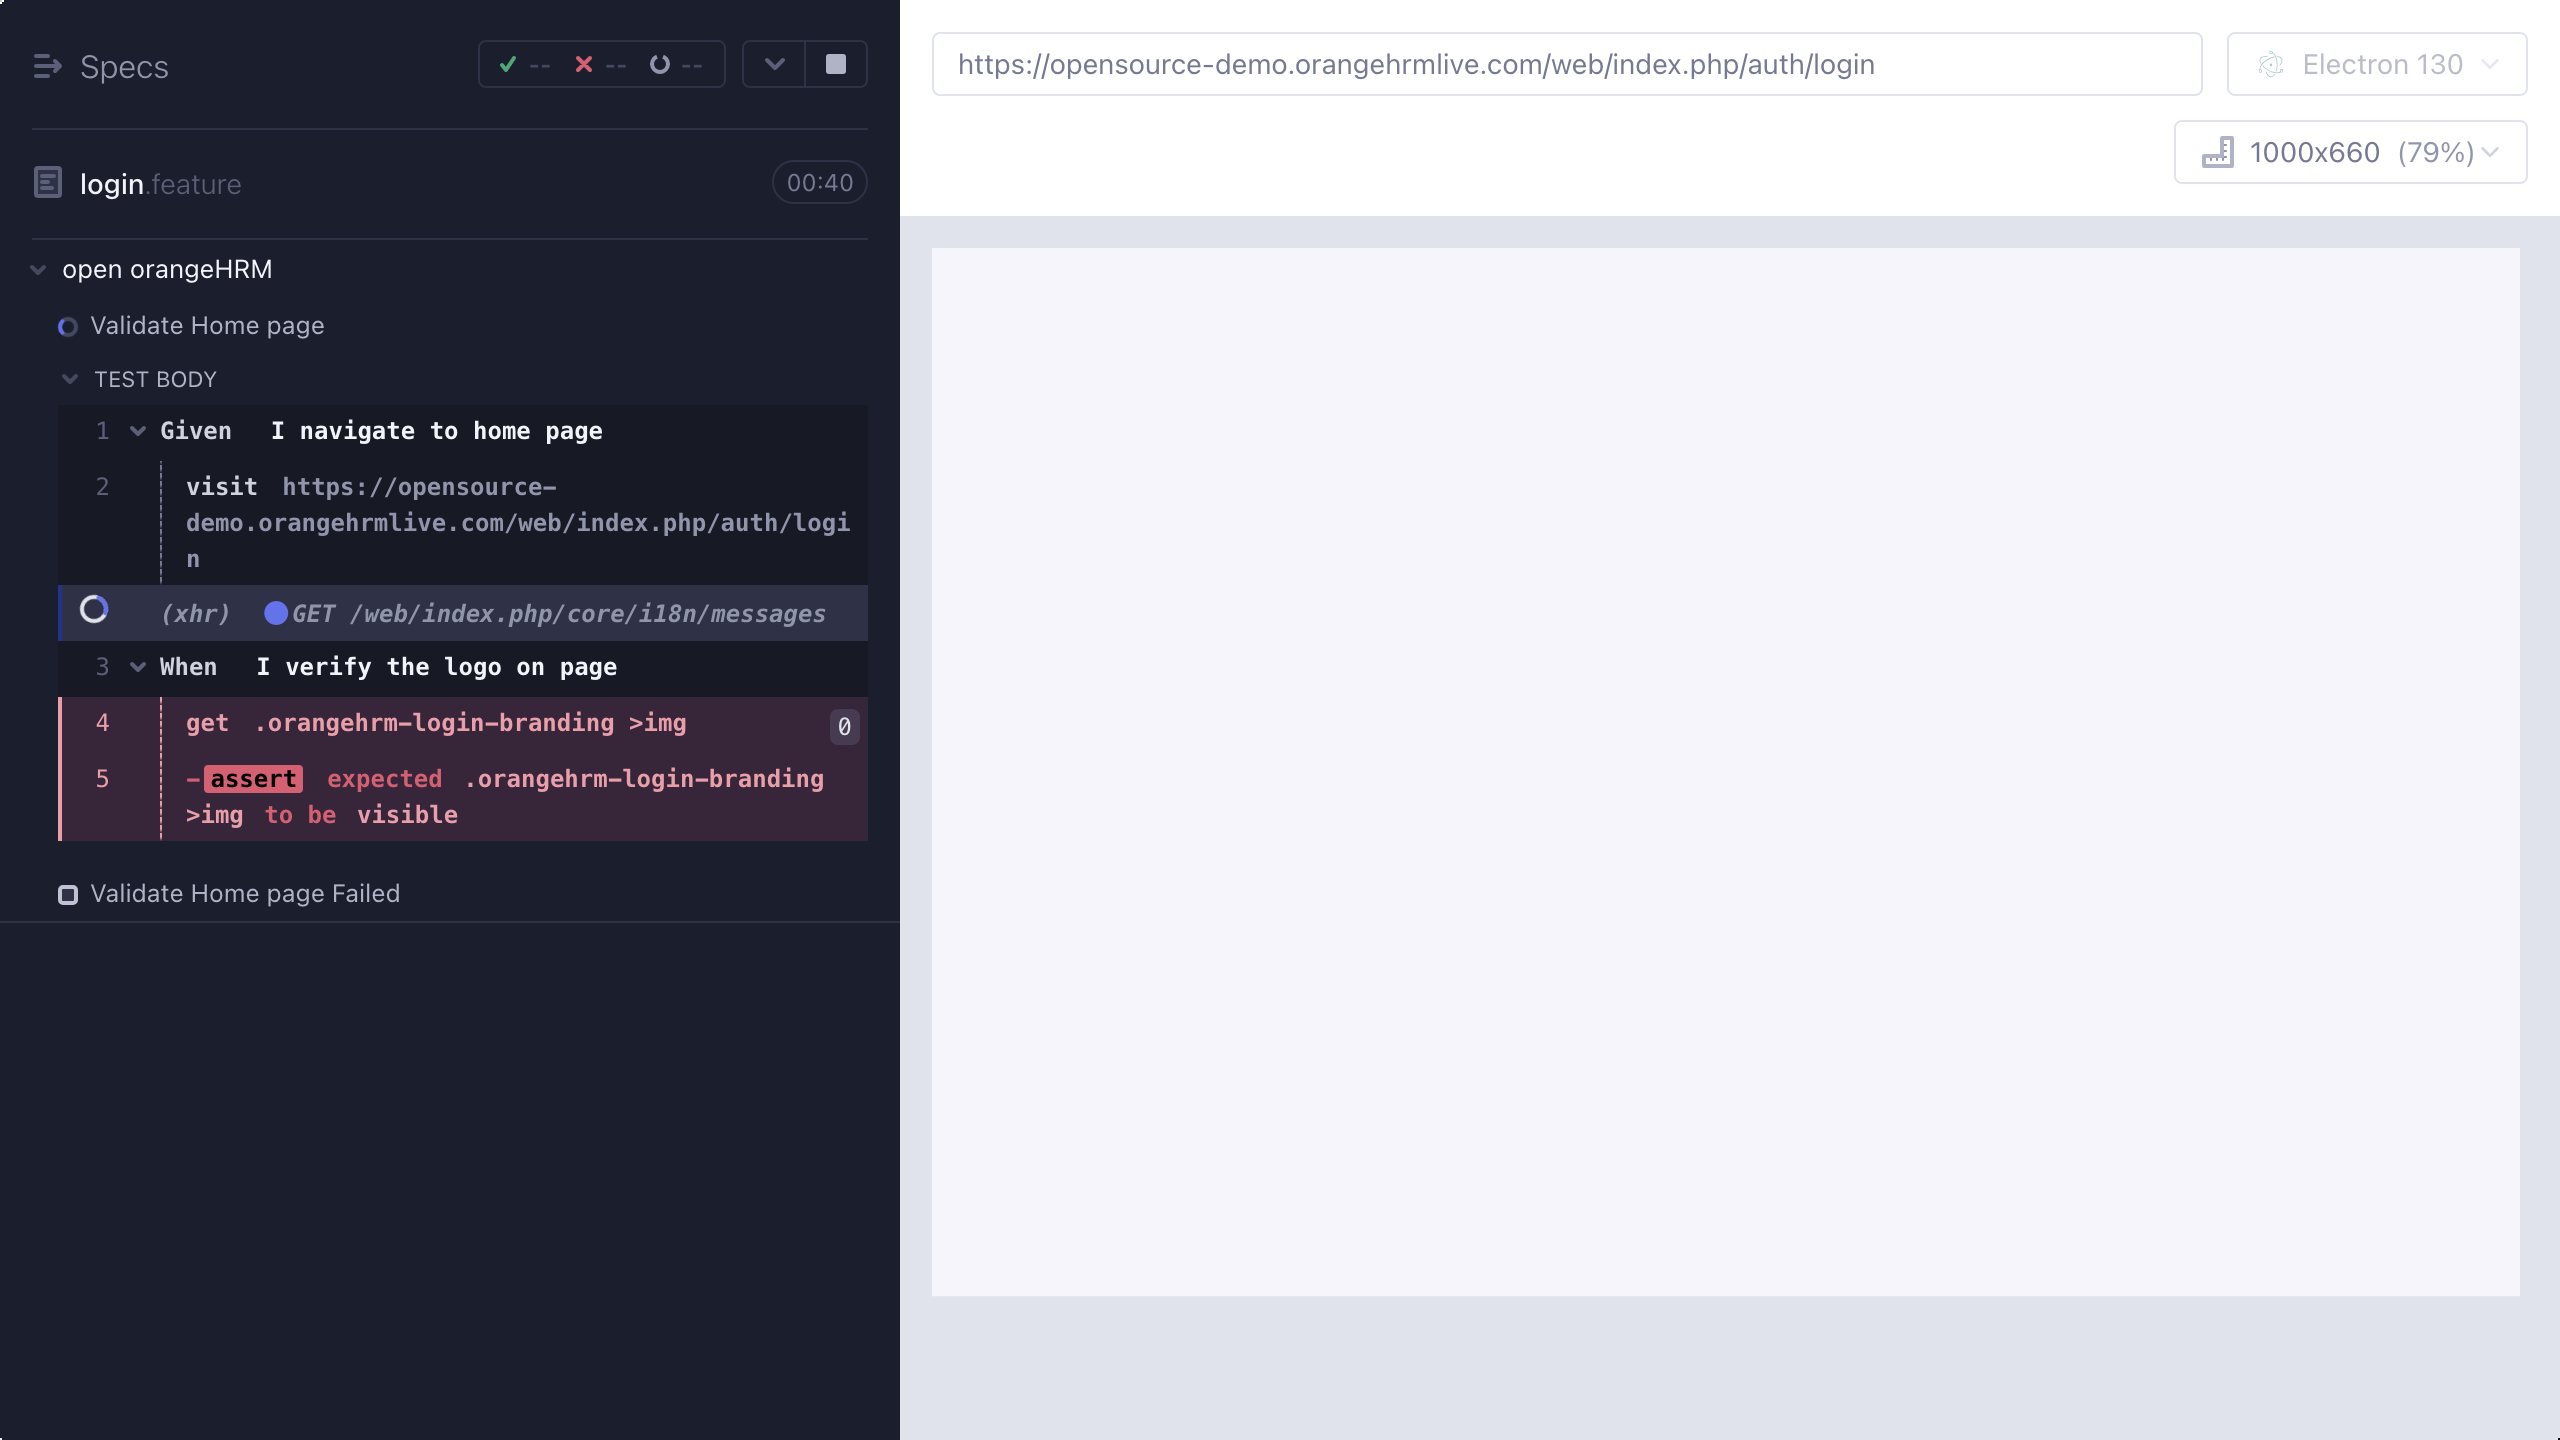 Specs
-- -- --
login.feature
00:40
open orangeHRM
Validate Home page
TEST BODY
1 Given I navigate to home page
2 visit https://opensource-
demo.orangehrmlive.com/web/index.php/auth/logi
n
(xhr) GET /web/index.php/core/i18n/messages
3 When I verify the logo on page
4 get .orangehrm-login-branding >img 0
5 -assert expected .orangehrm-login-branding
>img to be visible
Validate Home page Failed
https://opensource-demo.orangehrmlive.com/web/index.php/auth/login
Electron 130
1000x660 (79%)